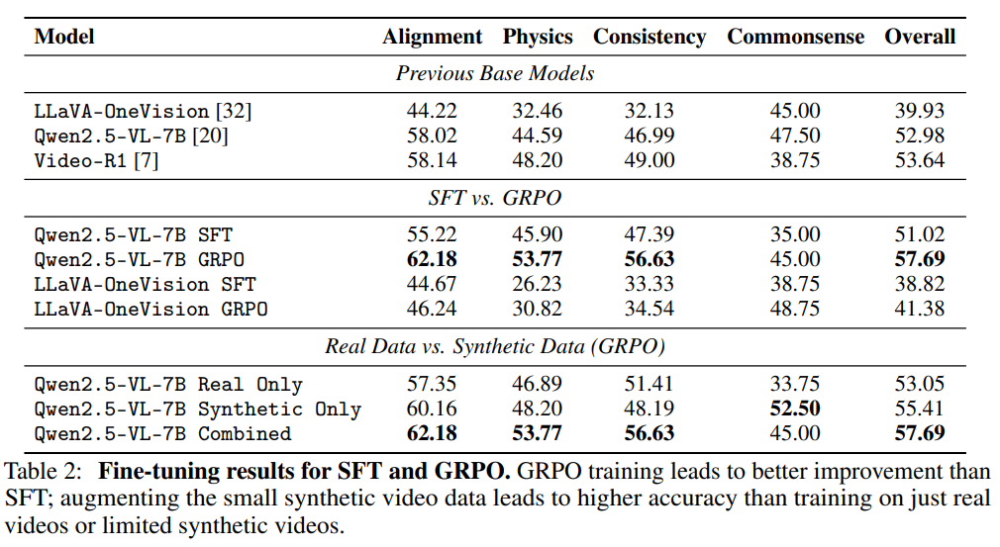 Model Alignment Physics Consistency Commonsense Overall
Previous Base Models
LLaVA-OneVision [32] 44.22 32.46 32.13 45.00 39.93
Qwen2.5-VL-7B [20] 58.02 44.59 46.99 47.50 52.98
Video-R1 [7] 58.14 48.20 49.00 38.75 53.64
SFT vs. GRPO
Qwen2.5-VL-7B SFT 55.22 45.90 47.39 35.00 51.02
Qwen2.5-VL-7B GRPO 62.18 53.77 56.63 45.00 57.69
LLaVA-OneVision SFT 44.67 26.23 33.33 38.75 38.82
LLaVA-OneVision GRPO 46.24 30.82 34.54 48.75 41.38
Real Data vs. Synthetic Data (GRPO)
Qwen2.5-VL-7B Real Only 57.35 46.89 51.41 33.75 53.05
Qwen2.5-VL-7B Synthetic Only 60.16 48.20 48.19 52.50 55.41
Qwen2.5-VL-7B Combined 62.18 53.77 56.63 45.00 57.69
Table 2: Fine-tuning results for SFT and GRPO. GRPO training leads to better improvement than
SFT; augmenting the small synthetic video data leads to higher accuracy than training on just real
videos or limited synthetic videos.